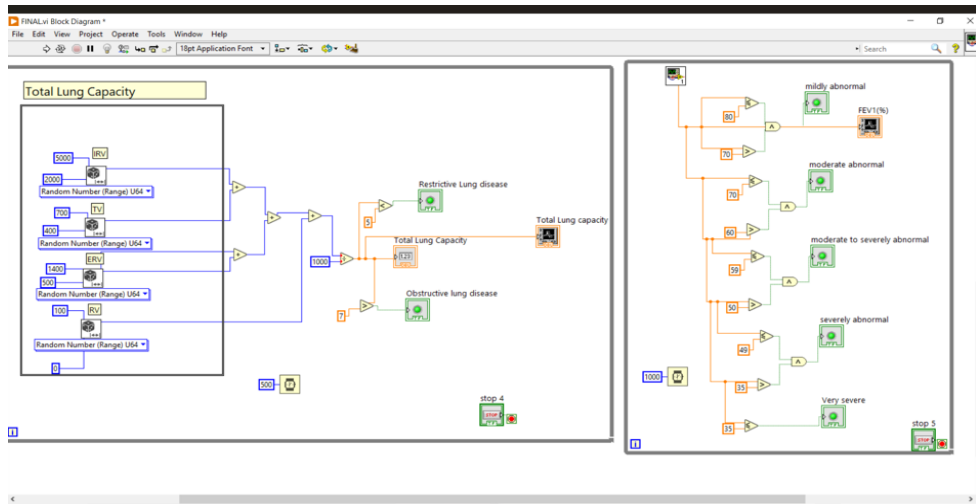 FINAL.vi Block Diagram *
File Edit View Project Operate Tools Window Help
18pt Application Font
Search
Total Lung Capacity
5000
IRV
2000
Random Number (Range) U64
700
TV
400
Random Number (Range) U64
1400
ERV
500
Random Number (Range) U64
100
RV
Random Number (Range) U64
0
1000
Restrictive Lung disease
5
Total Lung Capacity
1.23
Total Lung capacity
7
Obstructive lung disease
500
stop 4
STOP
i
mildly abnormal
80
FEV1(%)
70
moderate abnormal
70
60
moderate to severely abnormal
59
50
severely abnormal
49
1000
35
Very severe
35
stop 5
STOP
i